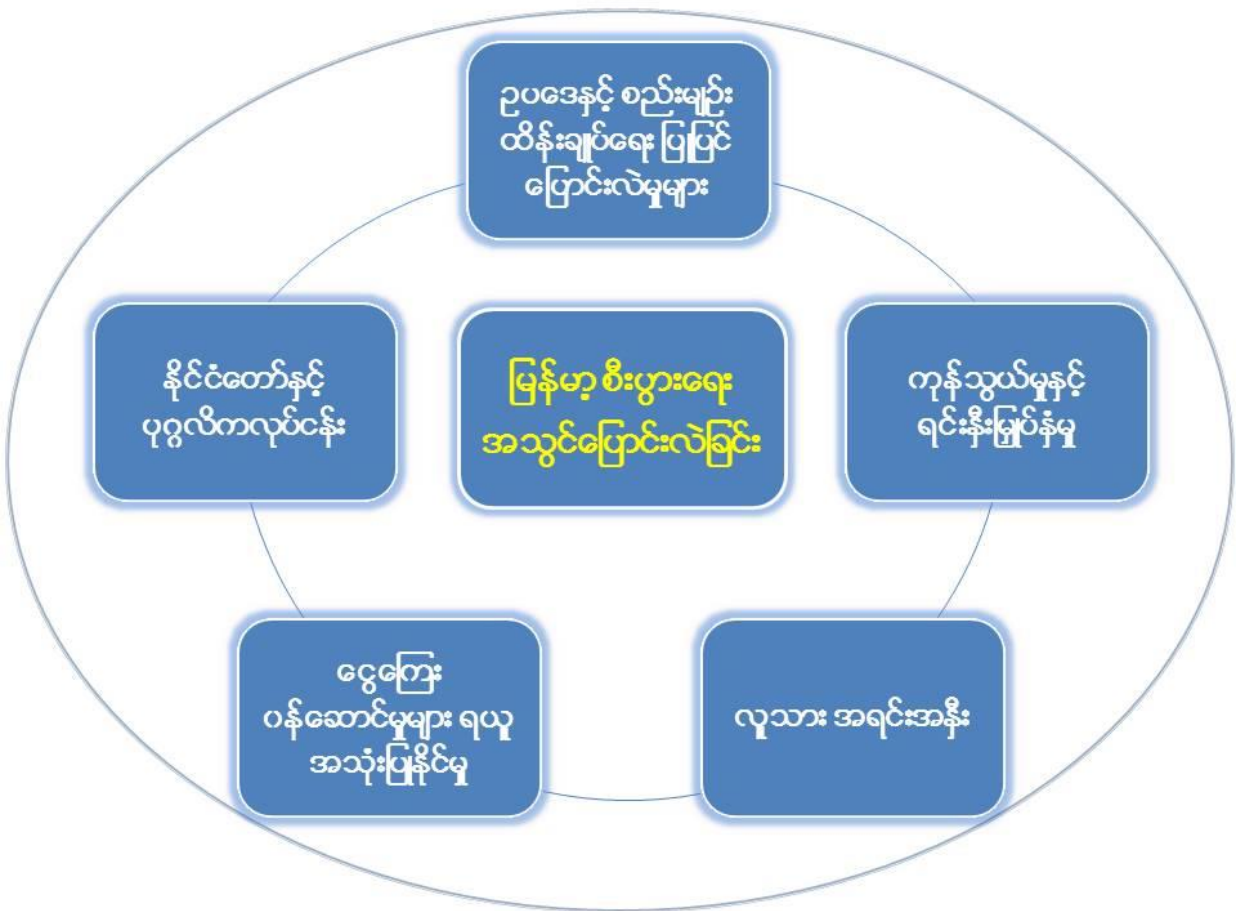 ဥပဒေနှင့် စည်းမျဉ်း
ထိန်းချုပ်ရေး ပြုပြင်
ပြောင်းလဲမှုများ
နိုင်ငံတော်နှင့်
ပုဂ္ဂလိကလုပ်ငန်း
မြန်မာ့ စီးပွားရေး
အသွင်ပြောင်းလဲခြင်း
ကုန်သွယ်မှုနှင့်
ရင်းနှီးမြှုပ်နှံမှု
ငွေကြေး
ဝန်ဆောင်မှုများ ရယူ
အသုံးပြုနိုင်မှု
လူသား အရင်းအနှီး